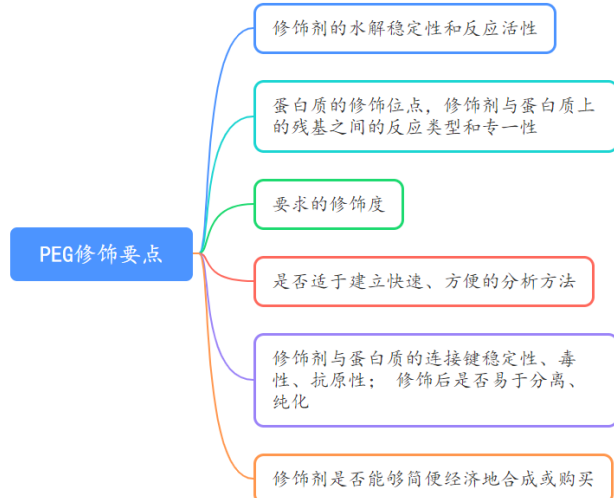 修饰剂的水解稳定性和反应活性
蛋白质的修饰位点，修饰剂与蛋白质上
的残基之间的反应类型和专一性
要求的修饰度
PEG修饰要点
是否适于建立快速、方便的分析方法
修饰剂与蛋白质的连接键稳定性、毒
性、抗原性； 修饰后是否易于分离、
纯化
修饰剂是否能够简便经济地合成或购买